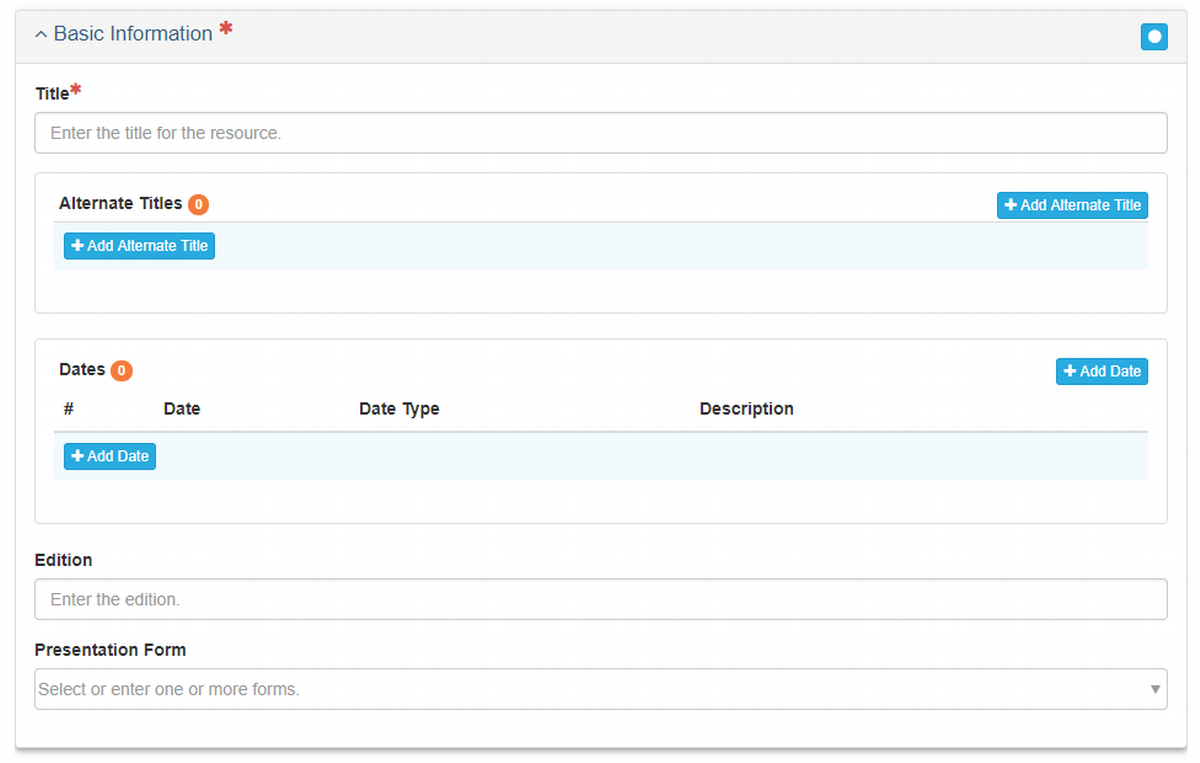 Basic Information *
Title*
Enter the title for the resource.
Alternate Titles 0
+ Add Alternate Title
+ Add Alternate Title
Dates 0
+ Add Date
# Date Date Type Description
+ Add Date
Edition
Enter the edition.
Presentation Form
Select or enter one or more forms.